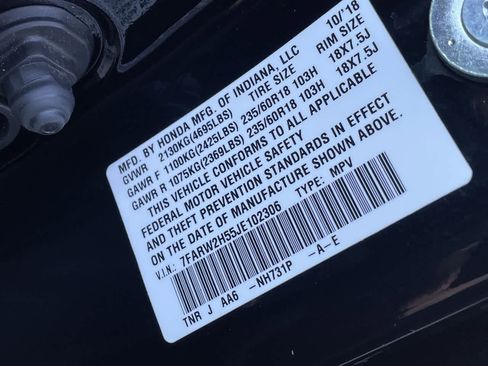 MFD. BY HONDA MFG. OF INDIANA, LLC 10/'18
GVWR 2130KG(4695LBS) TIRE SIZE RIM SIZE
GAWR F 1100KG(2425LBS) 235/60R18 103H 18X7.5J
GAWR R 1075KG(2369LBS) 235/60R18 103H 18X7.5J
THIS VEHICLE CONFORMS TO ALL APPLICABLE
FEDERAL MOTOR VEHICLE SAFETY
AND THEFT PREVENTION STANDARDS IN EFFECT
ON THE DATE OF MANUFACTURE SHOWN ABOVE.
V.I.N.: 7FARW2H55JE102306 TYPE: MPV
TNR J AA6 -NH731P -A-E